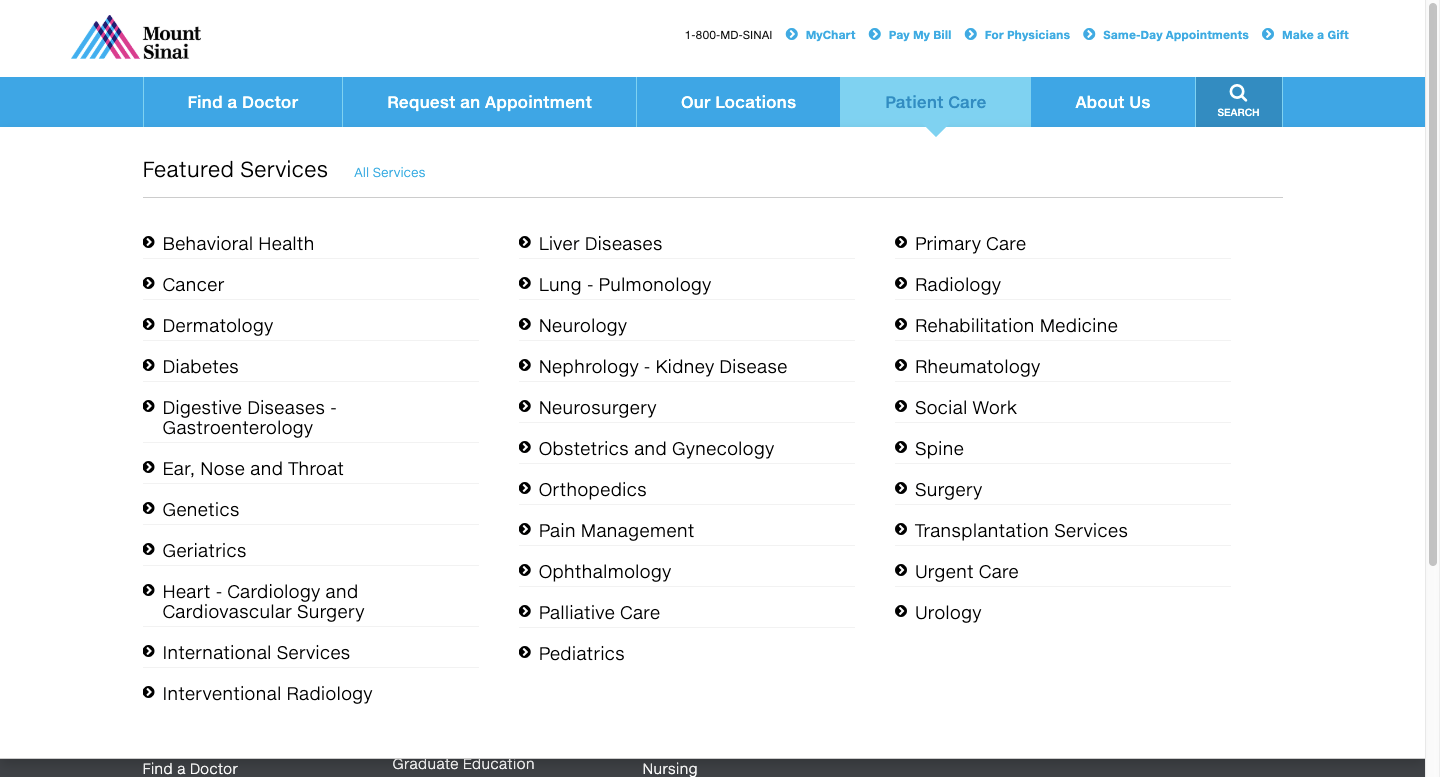 Mount
Sinai
1-800-MD-SINAI MyChart Pay My Bill For Physicians Same-Day Appointments Make a Gift
Find a Doctor Request an Appointment Our Locations Patient Care About Us SEARCH
Featured Services All Services
Behavioral Health
Cancer
Dermatology
Diabetes
Digestive Diseases -
Gastroenterology
Ear, Nose and Throat
Genetics
Geriatrics
Heart - Cardiology and
Cardiovascular Surgery
International Services
Interventional Radiology
Liver Diseases
Lung - Pulmonology
Neurology
Nephrology - Kidney Disease
Neurosurgery
Obstetrics and Gynecology
Orthopedics
Pain Management
Ophthalmology
Palliative Care
Pediatrics
Primary Care
Radiology
Rehabilitation Medicine
Rheumatology
Social Work
Spine
Surgery
Transplantation Services
Urgent Care
Urology
Find a Doctor
Graduate Education
Nursing